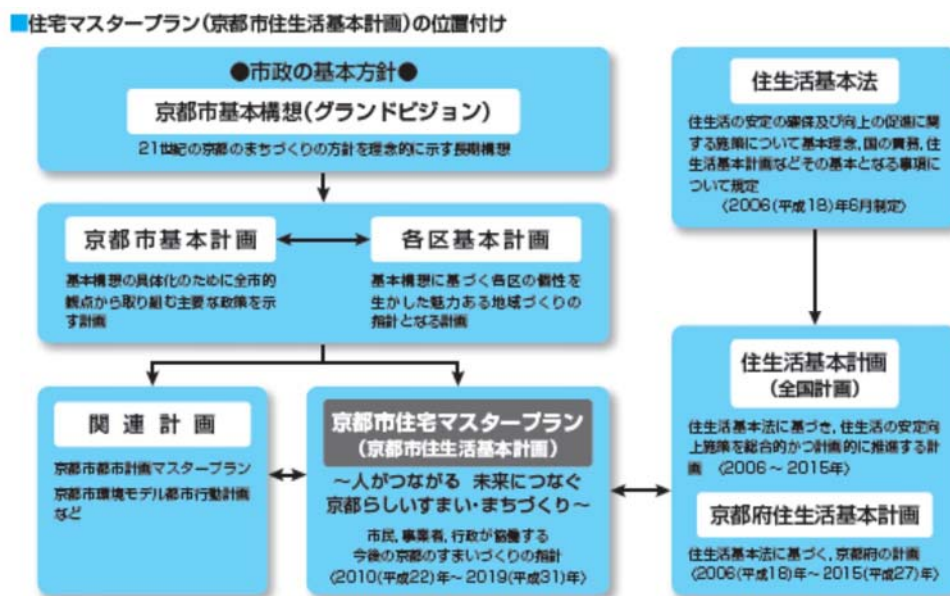 ■住宅マスタープラン(京都市住生活基本計画)の位置付け
●市政の基本方針●
京都市基本構想(グランドビジョン)
21世紀の京都のまちづくりの方針を理念的に示す長期構想
京都市基本計画
基本構想の具体化のために全市的
観点から取り組む主要な政策を示
す計画
各区基本計画
基本構想に基づく各区の個性を
生かした魅力ある地域づくりの
指針となる計画
関連計画
京都市都市計画マスタープラン
京都市環境モデル都市行動計画
など
京都市住宅マスタープラン
(京都市住生活基本計画)
～人がつながる 未来につなぐ
京都らしいすまい・まちづくり～
市民,事業者,行政が協働する
今後の京都のすまいづくりの指針
〈2010(平成22)年～2019(平成31)年〉
住生活基本法
住生活の安定の確保及び向上の促進に関
する施策について基本理念,国の責務,住
生活基本計画などその基本となる事項に
ついて規定
〈2006(平成18)年6月制定〉
住生活基本計画
(全国計画)
住生活基本法に基づき,住生活の安定向
上施策を総合的かつ計画的に推進する計
画 〈2006～2015年〉
京都府住生活基本計画
住生活基本法に基づく,京都府の計画
〈2006(平成18)年～2015(平成27)年〉